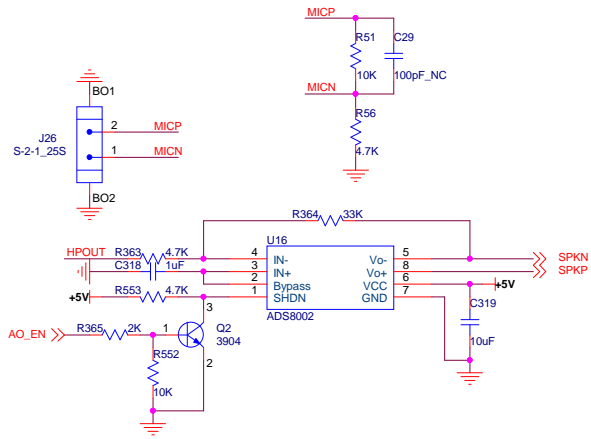 MICP
R51
C29
10K
100pF_NC
MICN
R56
4.7K
BO1
J26
S-2-1_25S
2
MICP
1
MICN
BO2
R364
33K
U16
HPOUT
R363
4.7K
4
IN-
Vo-
5
SPKN
C318
1uF
3
IN+
Vo+
8
SPKP
2
Bypass
VCC
6
+5V
+5V
R553
4.7K
1
SHDN
GND
7
ADS8002
C319
10uF
3
AO_EN
R365
2K
1
Q2
3904
R552
10K
2